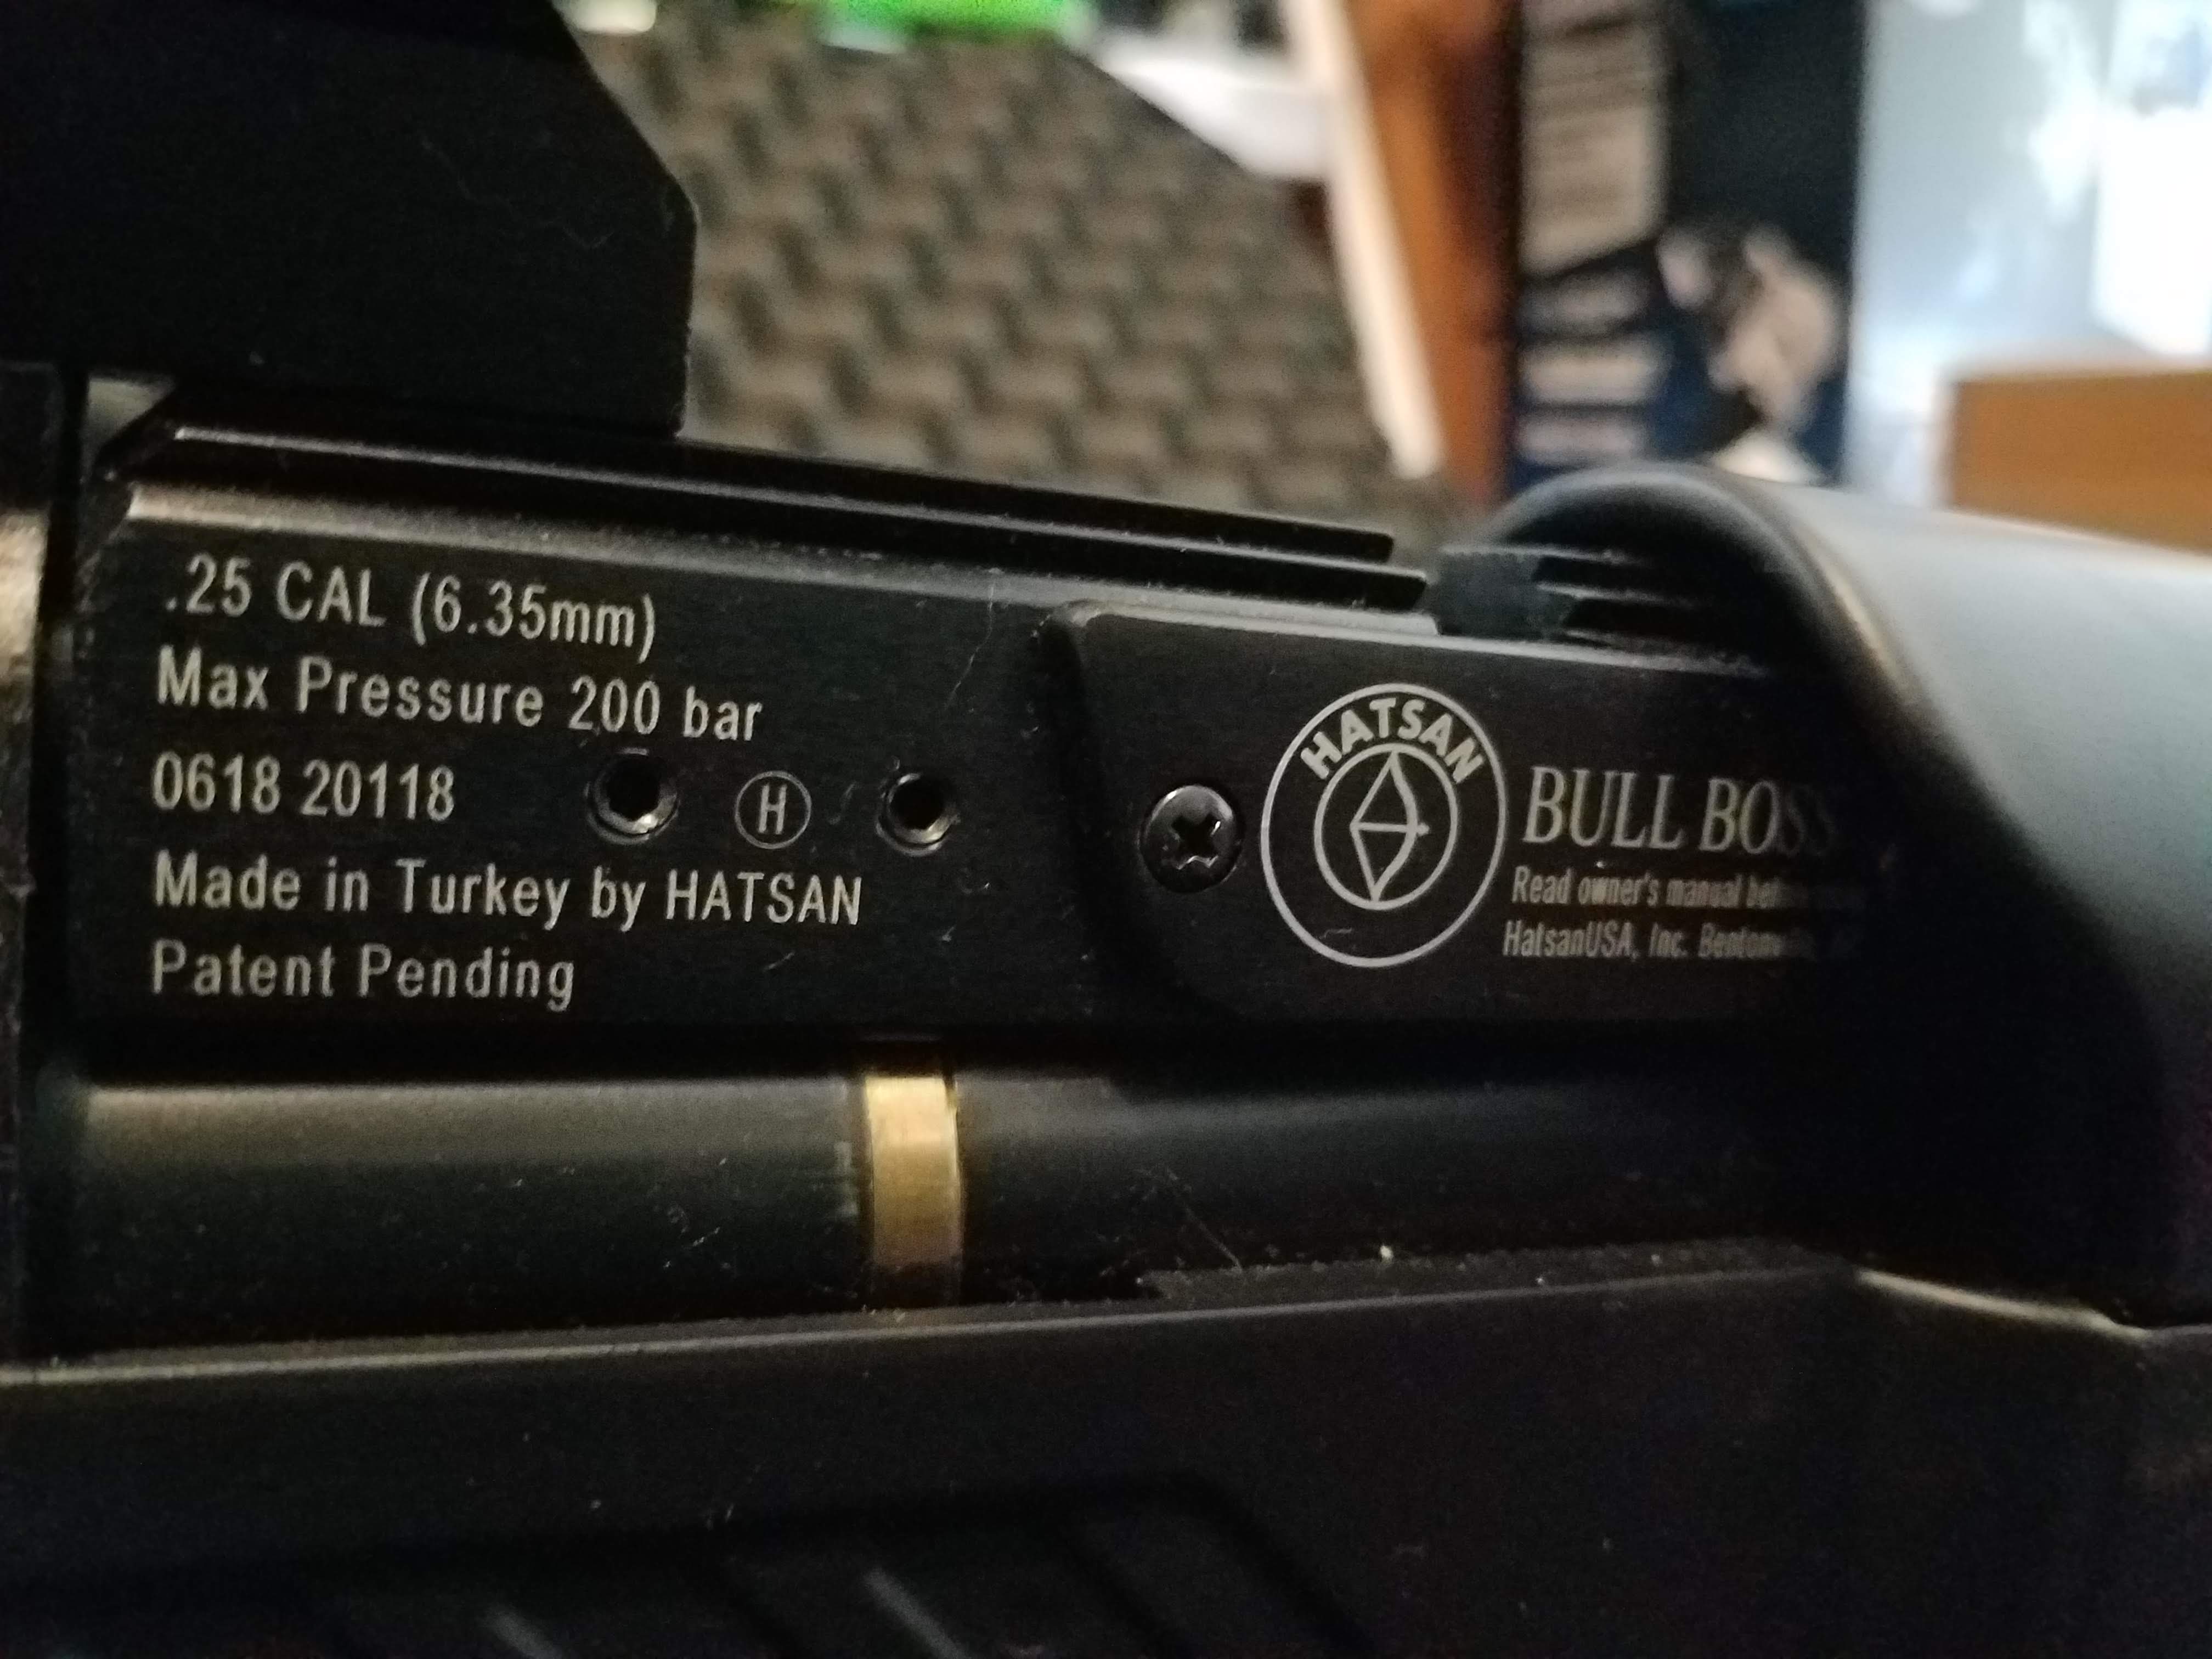 .25 CAL (6.35mm)
Max Pressure 200 bar
0618 20118
H
Made in Turkey by HATSAN
Patent Pending
HATSAN
BULL BOSS
Read owner's manual
HatsanUSA, Inc.